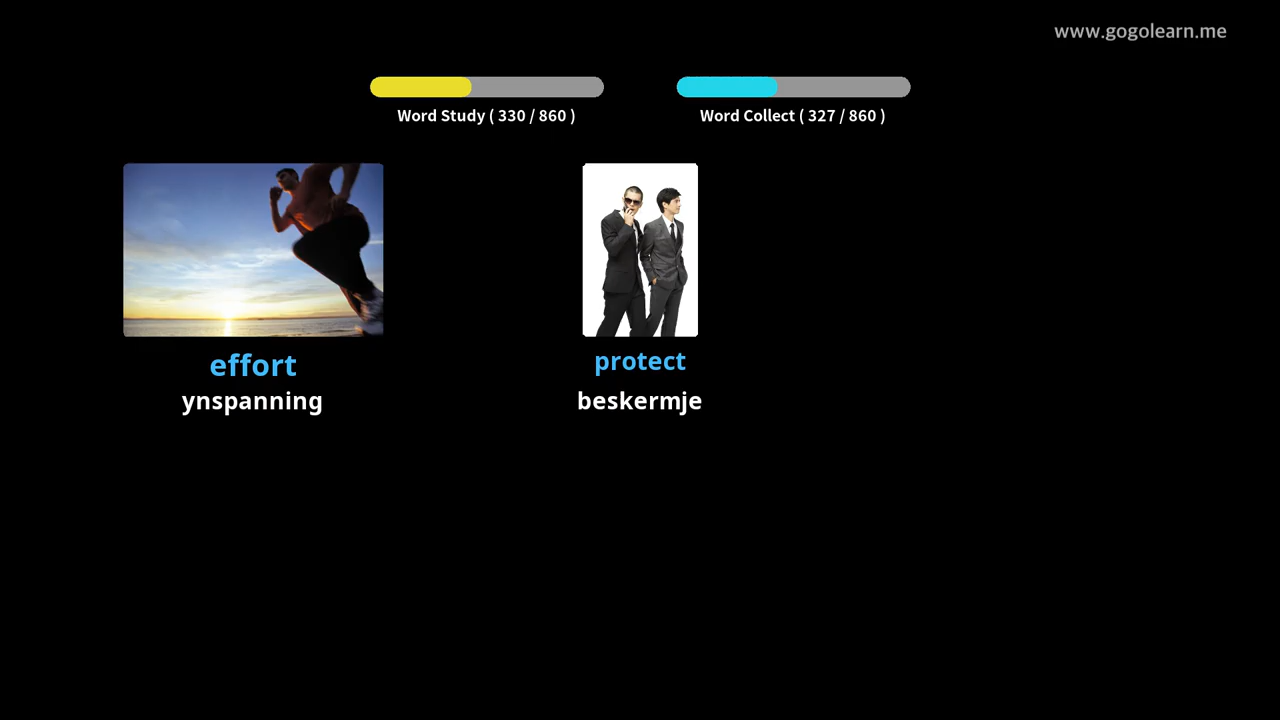 www.gogolearn.me
Word Study ( 330 / 860 )
Word Collect ( 327 / 860 )
effort
ynspanning
protect
beskermje